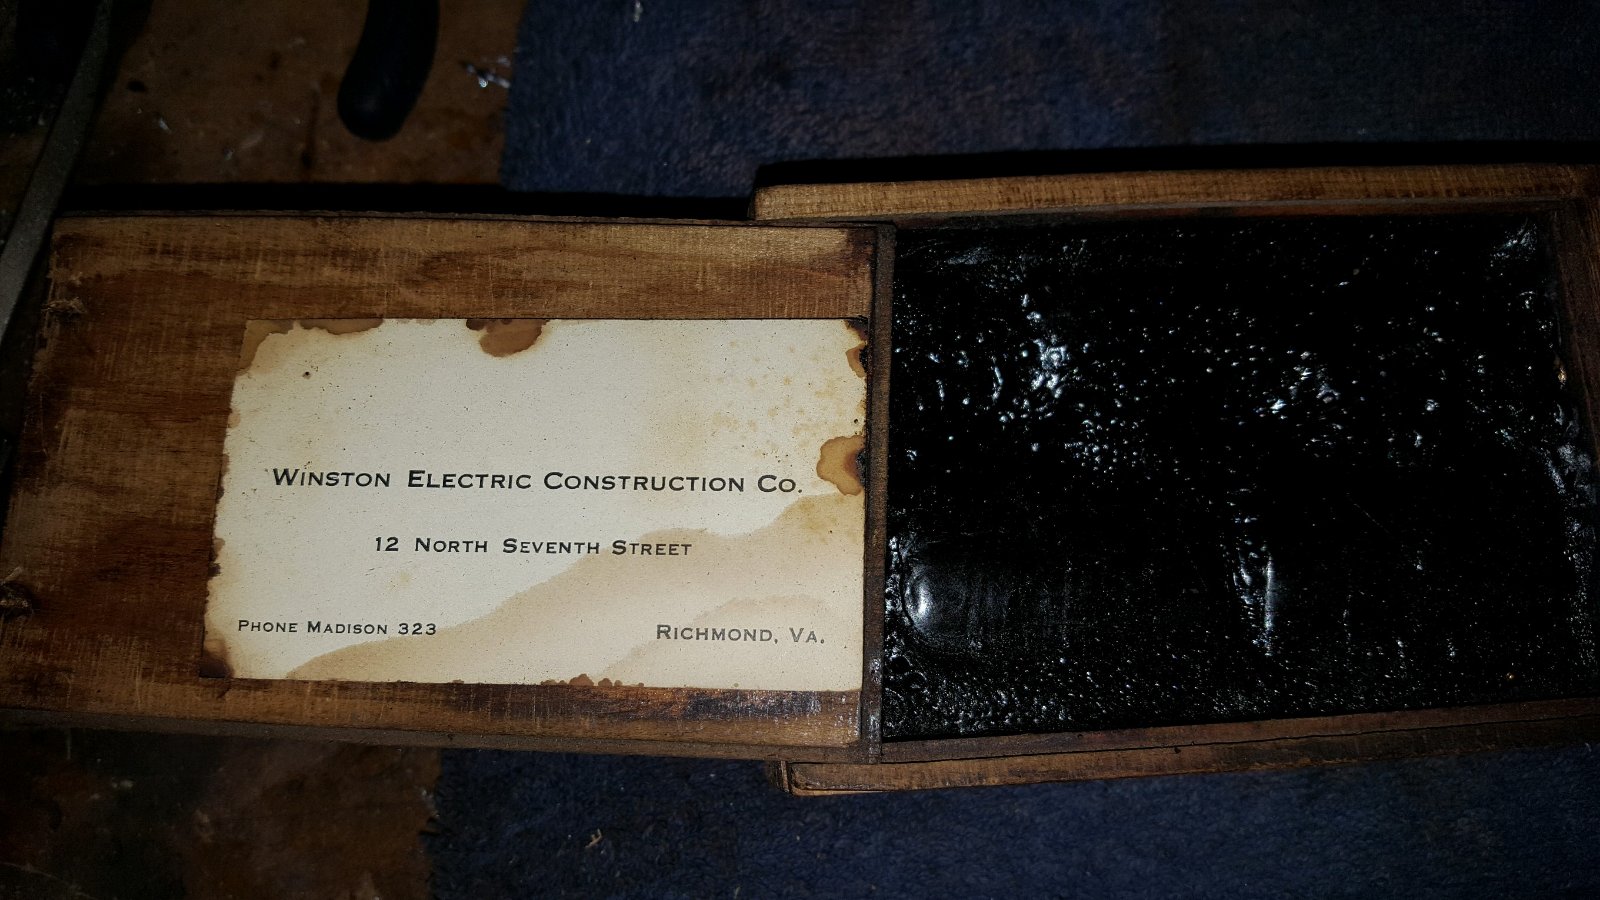 Winston Electric Construction Co.
12 North Seventh Street
Phone Madison 323
Richmond, Va.